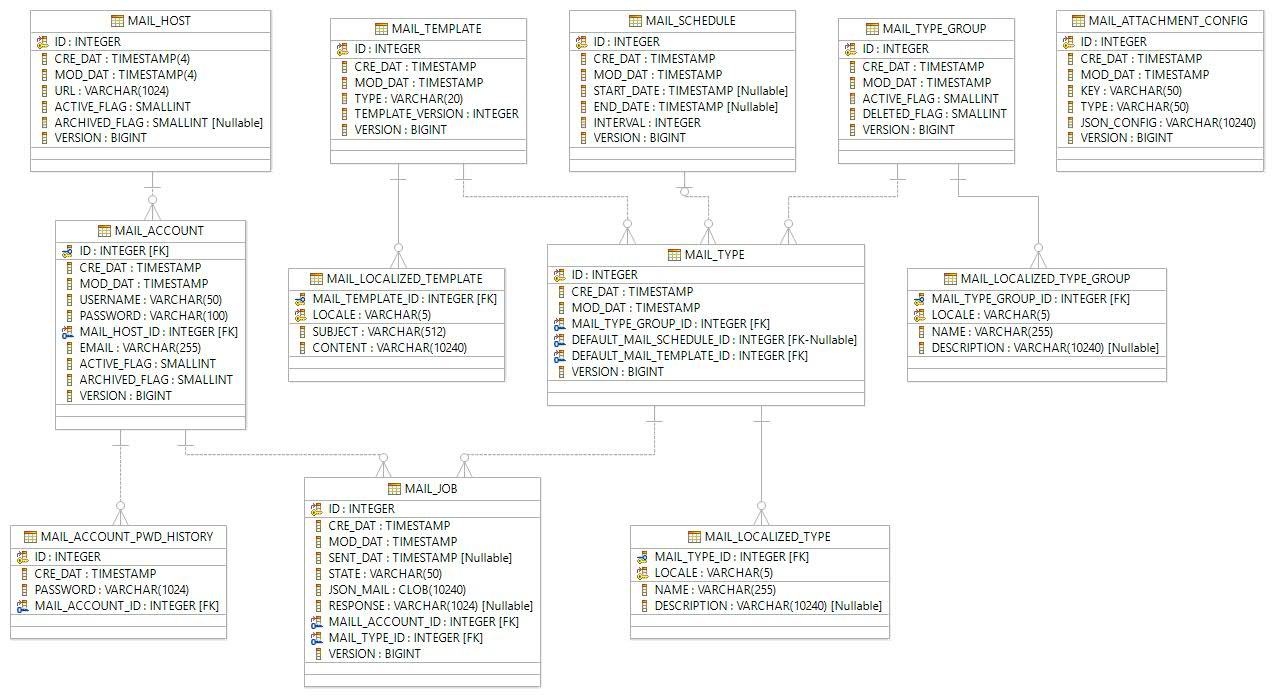 MAIL_HOST
ID : INTEGER
CRE_DAT : TIMESTAMP(4)
MOD_DAT : TIMESTAMP(4)
URL : VARCHAR(1024)
ACTIVE_FLAG : SMALLINT
ARCHIVED_FLAG : SMALLINT [Nullable]
VERSION : BIGINT
MAIL_TEMPLATE
ID : INTEGER
CRE_DAT : TIMESTAMP
MOD_DAT : TIMESTAMP
TYPE : VARCHAR(20)
TEMPLATE_VERSION : INTEGER
VERSION : BIGINT
MAIL_SCHEDULE
ID : INTEGER
CRE_DAT : TIMESTAMP
MOD_DAT : TIMESTAMP
START_DATE : TIMESTAMP [Nullable]
END_DATE : TIMESTAMP [Nullable]
INTERVAL : INTEGER
VERSION : BIGINT
MAIL_TYPE_GROUP
ID : INTEGER
CRE_DAT : TIMESTAMP
MOD_DAT : TIMESTAMP
ACTIVE_FLAG : SMALLINT
DELETED_FLAG : SMALLINT
VERSION : BIGINT
MAIL_ATTACHMENT_CONFIG
ID : INTEGER
CRE_DAT : TIMESTAMP
MOD_DAT : TIMESTAMP
KEY : VARCHAR(50)
TYPE : VARCHAR(50)
JSON_CONFIG : VARCHAR(10240)
VERSION : BIGINT
MAIL_ACCOUNT
ID : INTEGER [FK]
CRE_DAT : TIMESTAMP
MOD_DAT : TIMESTAMP
USERNAME : VARCHAR(50)
PASSWORD : VARCHAR(100)
MAIL_HOST_ID : INTEGER [FK]
EMAIL : VARCHAR(255)
ACTIVE_FLAG : SMALLINT
ARCHIVED_FLAG : SMALLINT
VERSION : BIGINT
MAIL_LOCALIZED_TEMPLATE
MAIL_TEMPLATE_ID : INTEGER [FK]
LOCALE : VARCHAR(5)
SUBJECT : VARCHAR(512)
CONTENT : VARCHAR(10240)
MAIL_TYPE
ID : INTEGER
CRE_DAT : TIMESTAMP
MOD_DAT : TIMESTAMP
MAIL_TYPE_GROUP_ID : INTEGER [FK]
DEFAULT_MAIL_SCHEDULE_ID : INTEGER [FK-Nullable]
DEFAULT_MAIL_TEMPLATE_ID : INTEGER [FK]
VERSION : BIGINT
MAIL_LOCALIZED_TYPE_GROUP
MAIL_TYPE_GROUP_ID : INTEGER [FK]
LOCALE : VARCHAR(5)
NAME : VARCHAR(255)
DESCRIPTION : VARCHAR(10240) [Nullable]
MAIL_ACCOUNT_PWD_HISTORY
ID : INTEGER
CRE_DAT : TIMESTAMP
PASSWORD : VARCHAR(1024)
MAIL_ACCOUNT_ID : INTEGER [FK]
MAIL_JOB
ID : INTEGER
CRE_DAT : TIMESTAMP
MOD_DAT : TIMESTAMP
SENT_DAT : TIMESTAMP [Nullable]
STATE : VARCHAR(50)
JSON_MAIL : CLOB(10240)
RESPONSE : VARCHAR(1024) [Nullable]
MAILL_ACCOUNT_ID : INTEGER [FK]
MAIL_TYPE_ID : INTEGER [FK]
VERSION : BIGINT
MAIL_LOCALIZED_TYPE
MAIL_TYPE_ID : INTEGER [FK]
LOCALE : VARCHAR(5)
NAME : VARCHAR(255)
DESCRIPTION : VARCHAR(10240) [Nullable]